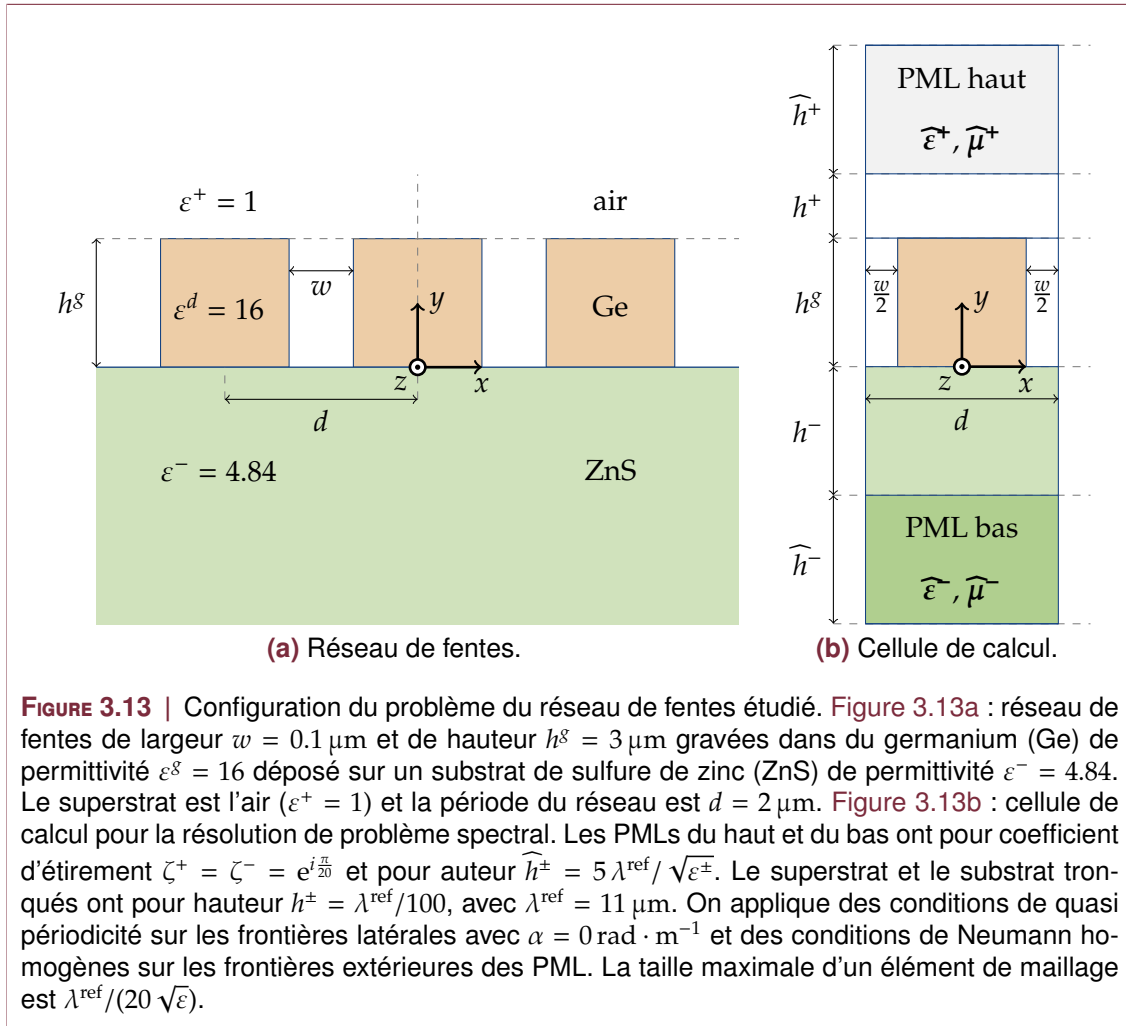 ε⁺ = 1
air
hᵍ
w
εᵈ = 16
Ge
y
z
x
d
ε⁻ = 4.84
ZnS
(a) Réseau de fentes.
PML haut
ε̂⁺, μ̂⁺
ĥ⁺
h⁺
hᵍ
w/2
w/2
y
z
x
d
h⁻
PML bas
ε̂⁻, μ̂⁻
ĥ⁻
(b) Cellule de calcul.
FIGURE 3.13 | Configuration du problème du réseau de fentes étudié. Figure 3.13a : réseau de
fentes de largeur w = 0.1 µm et de hauteur hᵍ = 3 µm gravées dans du germanium (Ge) de
permittivité εᵍ = 16 déposé sur un substrat de sulfure de zinc (ZnS) de permittivité ε⁻ = 4.84.
Le superstrat est l'air (ε⁺ = 1) et la période du réseau est d = 2 µm. Figure 3.13b : cellule de
calcul pour la résolution de problème spectral. Les PMLs du haut et du bas ont pour coefficient
d'étirement ζ⁺ = ζ⁻ = e^{iπ/20} et pour auteur ĥ^± = 5 λ^ref/ √ε^±. Le superstrat et le substrat tron-
qués ont pour hauteur h^± = λ^ref/100, avec λ^ref = 11 µm. On applique des conditions de quasi
périodicité sur les frontières latérales avec α = 0 rad · m⁻¹ et des conditions de Neumann ho-
mogènes sur les frontières extérieures des PML. La taille maximale d'un élément de maillage
est λ^ref/(20 √ε).